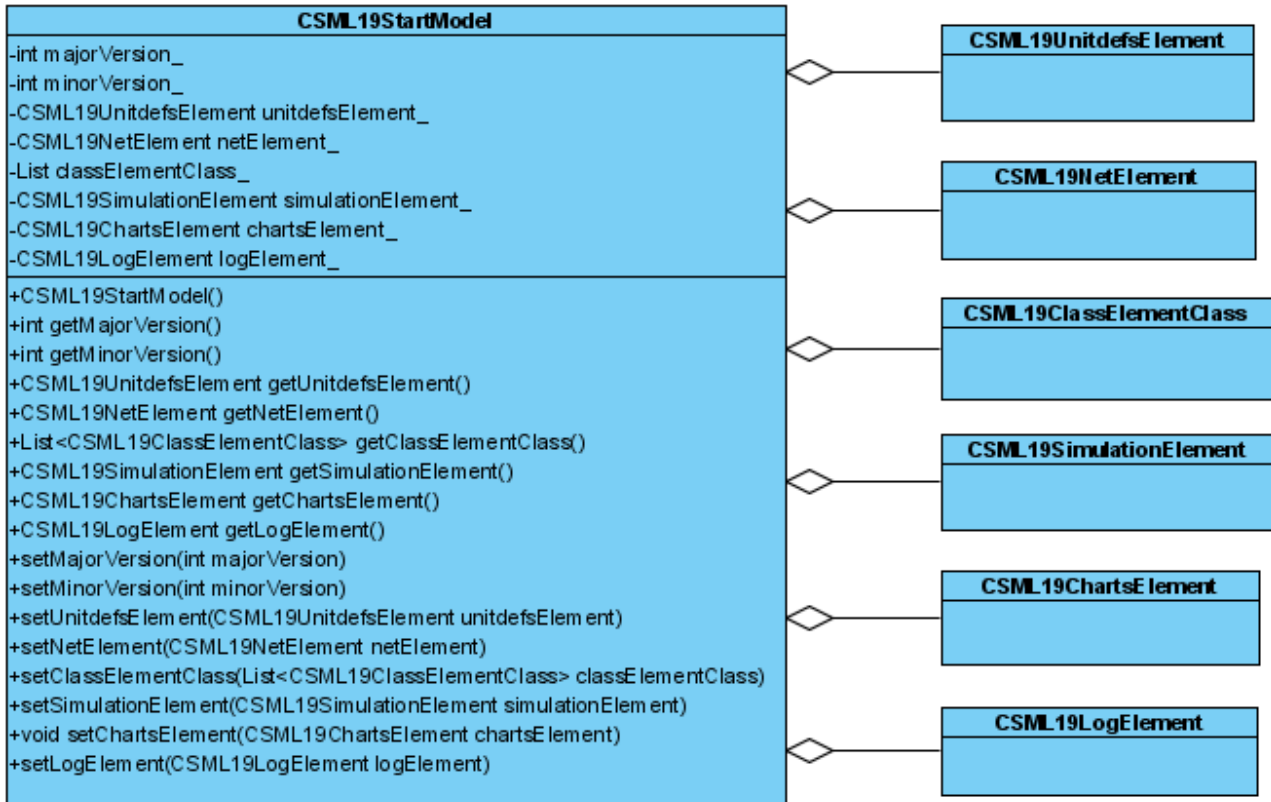 CSML19StartModel
-int majorVersion_
-int minorVersion_
-CSML19UnitdefsElement unitdefsElement_
-CSML19NetElement netElement_
-List classElementClass_
-CSML19SimulationElement simulationElement_
-CSML19ChartsElement chartsElement_
-CSML19LogElement logElement_
+CSML19StartModel()
+int getMajorVersion()
+int getMinorVersion()
+CSML19UnitdefsElement getUnitdefsElement()
+CSML19NetElement getNetElement()
+List<CSML19ClassElementClass> getClassElementClass()
+CSML19SimulationElement getSimulationElement()
+CSML19ChartsElement getChartsElement()
+CSML19LogElement getLogElement()
+setMajorVersion(int majorVersion)
+setMinorVersion(int minorVersion)
+setUnitdefsElement(CSML19UnitdefsElement unitdefsElement)
+setNetElement(CSML19NetElement netElement)
+setClassElementClass(List<CSML19ClassElementClass> classElementClass)
+setSimulationElement(CSML19SimulationElement simulationElement)
+void setChartsElement(CSML19ChartsElement chartsElement)
+setLogElement(CSML19LogElement logElement)
CSML19UnitdefsElement
CSML19NetElement
CSML19ClassElementClass
CSML19SimulationElement
CSML19ChartsElement
CSML19LogElement